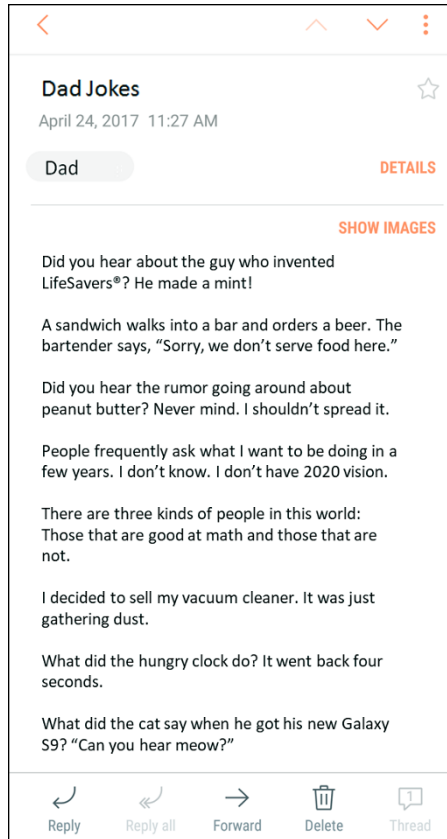 Dad Jokes
April 24, 2017 11:27 AM
Dad
DETAILS
SHOW IMAGES
Did you hear about the guy who invented
LifeSavers®? He made a mint!
A sandwich walks into a bar and orders a beer. The
bartender says, “Sorry, we don’t serve food here.”
Did you hear the rumor going around about
peanut butter? Never mind. I shouldn’t spread it.
People frequently ask what I want to be doing in a
few years. I don’t know. I don’t have 2020 vision.
There are three kinds of people in this world:
Those that are good at math and those that are
not.
I decided to sell my vacuum cleaner. It was just
gathering dust.
What did the hungry clock do? It went back four
seconds.
What did the cat say when he got his new Galaxy
S9? “Can you hear meow?”
Reply Reply all Forward Delete 1 Thread